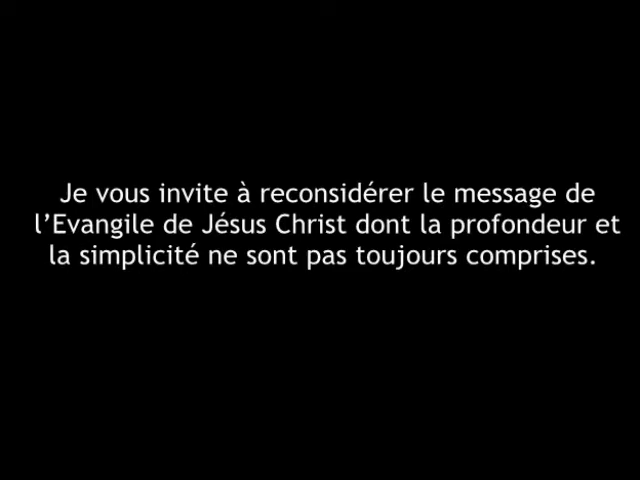 Je vous invite à reconsidérer le message de
l’Evangile de Jésus Christ dont la profondeur et
la simplicité ne sont pas toujours comprises.